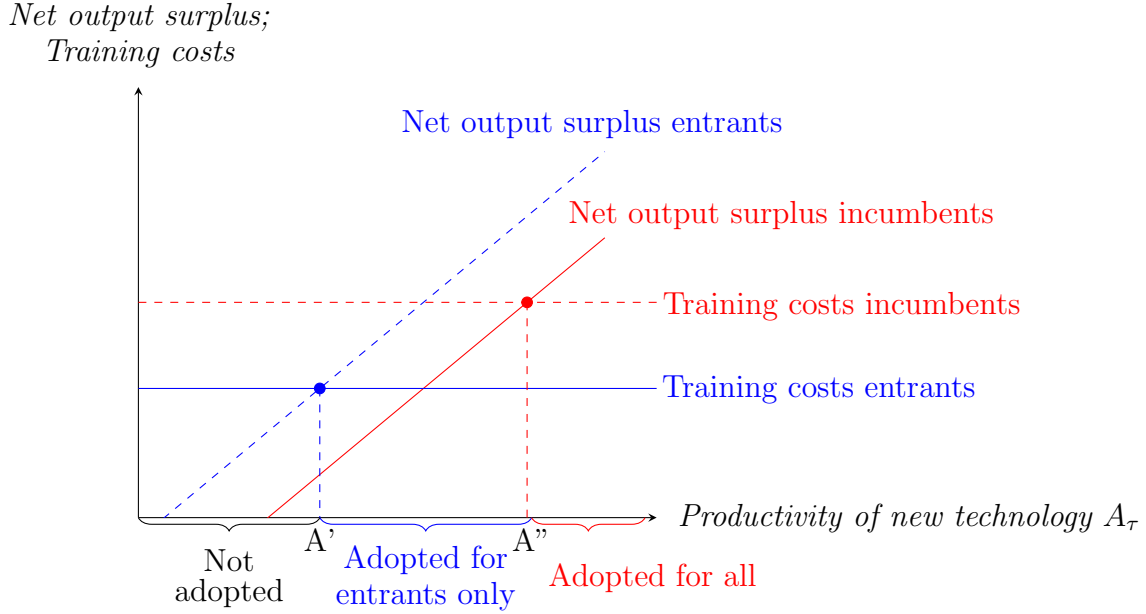 Net output surplus;
Training costs
Net output surplus entrants
Net output surplus incumbents
Training costs incumbents
Training costs entrants
Productivity of new technology A_τ
A'
A''
Not
adopted
Adopted for
entrants only
Adopted for all